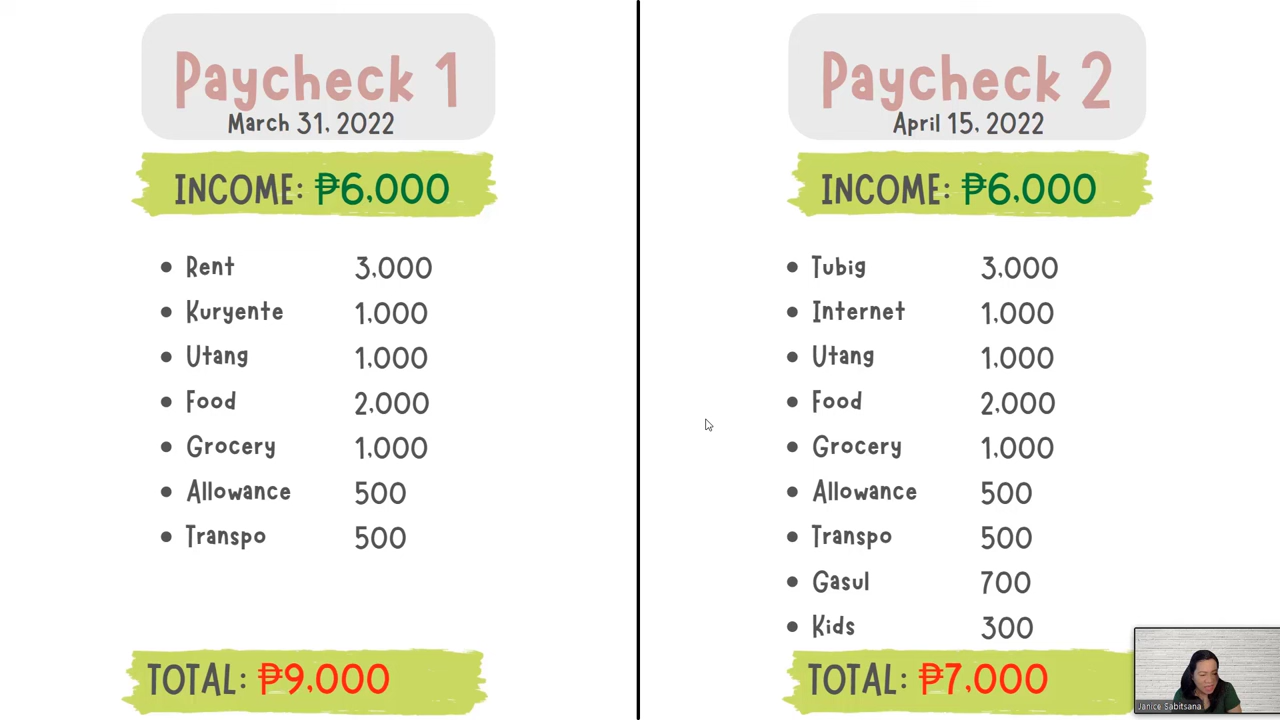 Paycheck 1
March 31, 2022
INCOME: ₱6,000
• Rent 3,000
• Kuryente 1,000
• Utang 1,000
• Food 2,000
• Grocery 1,000
• Allowance 500
• Transpo 500
TOTAL: ₱9,000
Paycheck 2
April 15, 2022
INCOME: ₱6,000
• Tubig 3,000
• Internet 1,000
• Utang 1,000
• Food 2,000
• Grocery 1,000
• Allowance 500
• Transpo 500
• Gasul 700
• Kids 300
TOTAL: ₱7,000
Janice Sabitsana